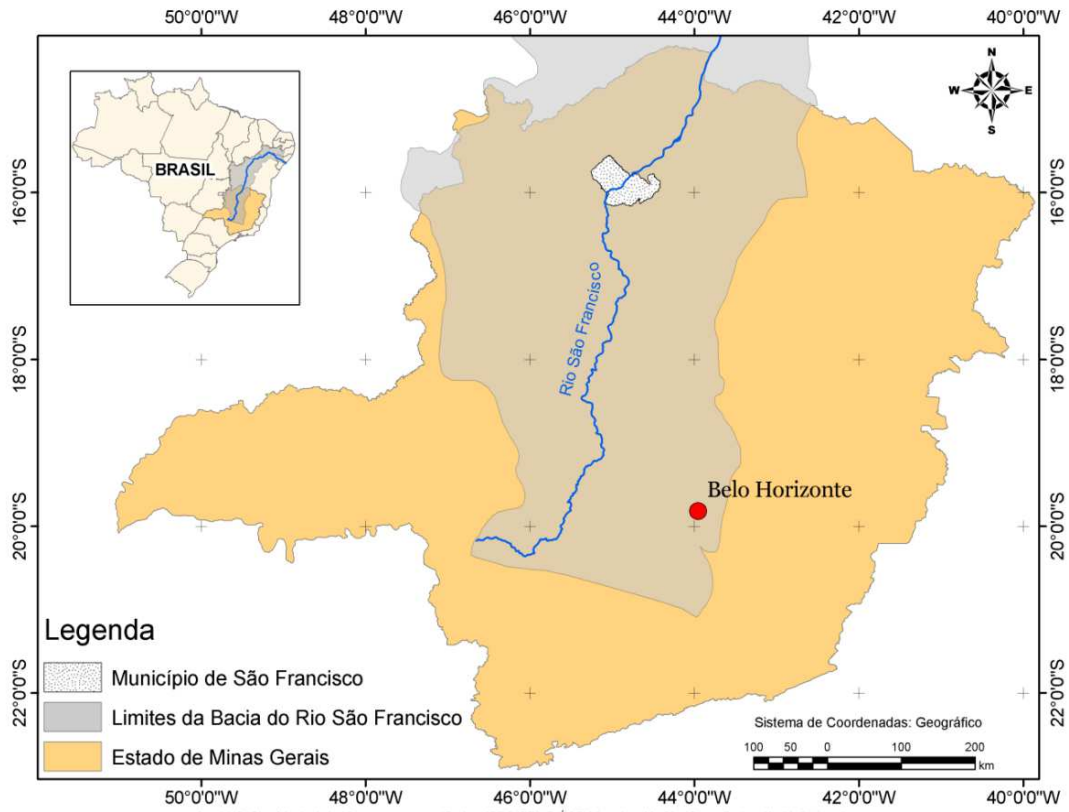 50°0'0"W 48°0'0"W 46°0'0"W 44°0'0"W 42°0'0"W 40°0'0"W
N
W E
S
BRASIL
16°0'0"S 16°0'0"S
Rio São Francisco
18°0'0"S 18°0'0"S
Belo Horizonte
20°0'0"S 20°0'0"S
Legenda
Município de São Francisco
Limites da Bacia do Rio São Francisco
Estado de Minas Gerais
22°0'0"S 22°0'0"S
Sistema de Coordenadas: Geográfico
100 50 0 100 200
km
50°0'0"W 48°0'0"W 46°0'0"W 44°0'0"W 42°0'0"W 40°0'0"W